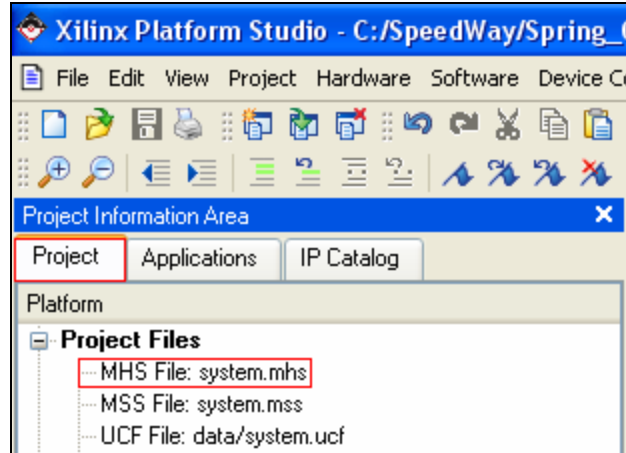 Xilinx Platform Studio - C:/SpeedWay/Spring_
File Edit View Project Hardware Software Device
Project Information Area
Project Applications IP Catalog
Platform
Project Files
MHS File: system.mhs
MSS File: system.mss
UCF File: data/system.ucf